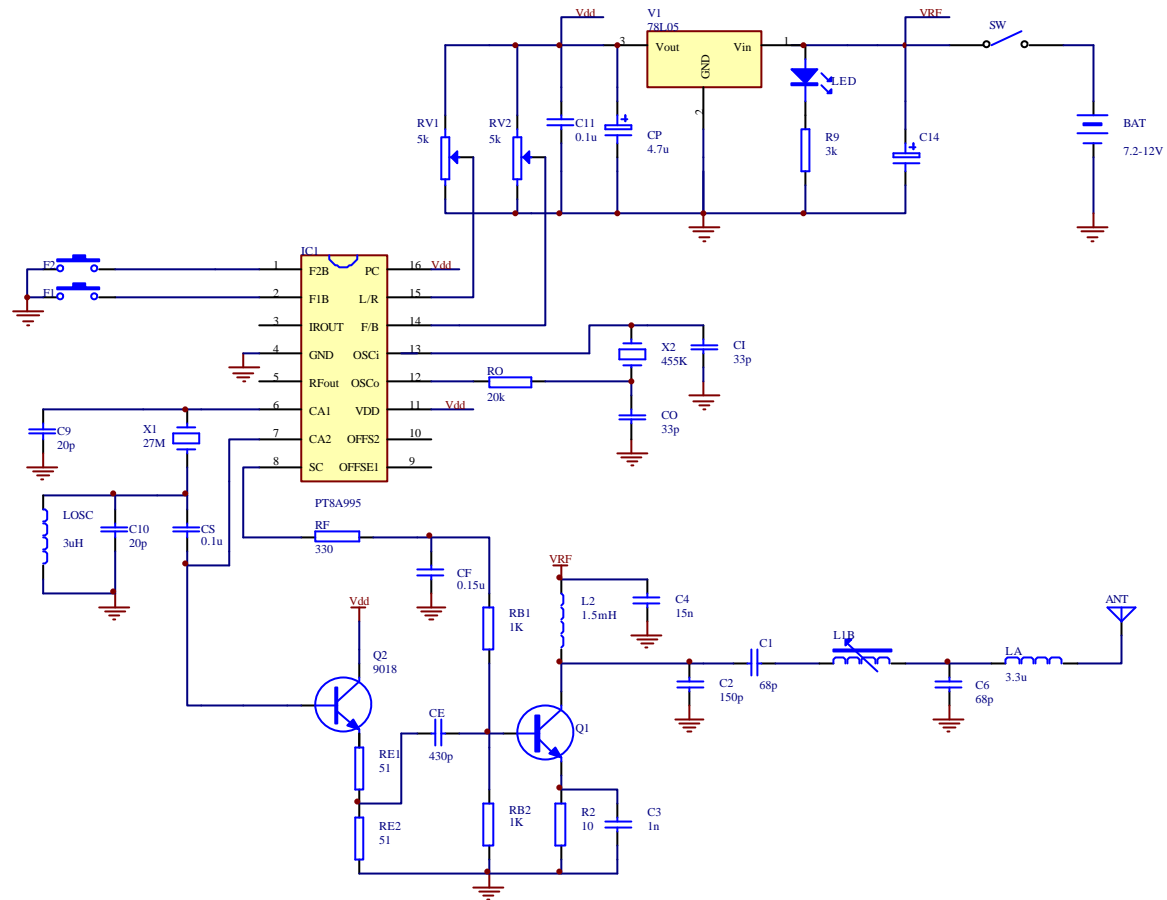 Vdd
V1
78L05
VRF
SW
3
Vout
Vin
1
GND
2
LED
RV1
5k
RV2
5k
C11
0.1u
CP
4.7u
R9
3k
C14
BAT
7.2-12V
IC1
F2
F1
1
F2B
PC
16
Vdd
2
F1B
L/R
15
3
IROUT
F/B
14
4
GND
OSCi
13
5
RFout
OSCo
12
6
CA1
VDD
11
Vdd
7
CA2
OFFS2
10
8
SC
OFFSE1
9
PT8A995
X2
455K
CI
33p
RO
20k
CO
33p
C9
20p
X1
27M
LOSC
3uH
C10
20p
CS
0.1u
RF
330
CF
0.15u
VRF
L2
1.5mH
C4
15n
RB1
1K
Vdd
Q2
9018
CE
430p
Q1
C2
150p
C1
68p
L1B
C6
68p
LA
3.3u
ANT
RE1
51
RE2
51
RB2
1K
R2
10
C3
1n